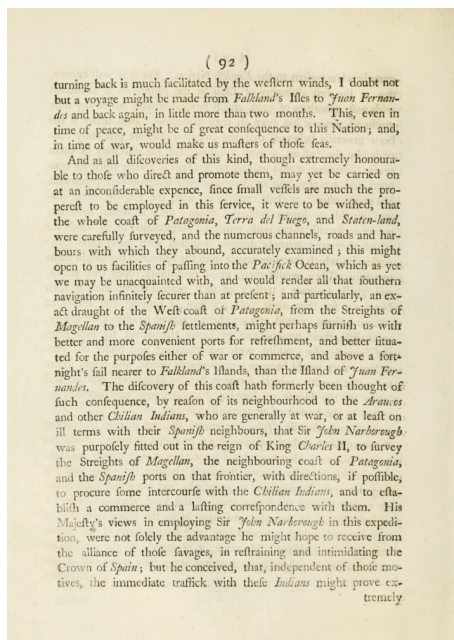 ( 92 )
turning back is much facilitated by the weſtern winds, I doubt not
but a voyage might be made from Falkland's Iſles to Juan Fernan-
des and back again, in little more than two months. This, even in
time of peace, might be of great conſequence to this Nation; and,
in time of war, would make us maſters of thoſe ſeas.
And as all diſcoveries of this kind, though extremely honoura-
ble to thoſe who direct and promote them, may yet be carried on
at an inconſiderable expence, ſince ſmall veſſels are much the pro-
pereſt to be employed in this ſervice, it were to be wiſhed, that
the whole coaſt of Patagonia, Terra del Fuego, and Staten-land,
were carefully ſurveyed, and the numerous channels, roads and har-
bours with which they abound, accurately examined; this might
open to us facilities of paſſing into the Pacifick Ocean, which as yet
we may be unacquainted with, and would render all that ſouthern
navigation infinitely ſecurer than at preſent; and particularly, an ex-
act draught of the Weſt coaſt of Patagonia, from the Streights of
Magellan to the Spaniſh ſettlements, might perhaps furniſh us with
better and more convenient ports for refreſhment, and better ſitua-
ted for the purpoſes either of war or commerce, and above a fort-
night's ſail nearer to Falkland's Iſlands, than the Iſland of Juan Fer-
nandes. The diſcovery of this coaſt hath formerly been thought of
ſuch conſequence, by reaſon of its neighbourhood to the Araucos
and other Chilian Indians, who are generally at war, or at leaſt on
ill terms with their Spaniſh neighbours, that Sir John Narborough
was purpoſely fitted out in the reign of King Charles II, to ſurvey
the Streights of Magellan, the neighbouring coaſt of Patagonia,
and the Spaniſh ports on that frontier, with directions, if poſſible,
to procure ſome intercourſe with the Chilian Indians, and to eſta-
bliſh a commerce and a laſting correſpondence with them. His
Majeſty's views in employing Sir John Narborough in this expedi-
tion, were not ſolely the advantage he might hope to receive from
the alliance of thoſe ſavages, in reſtraining and intimidating the
Crown of Spain; but he conceived, that, independent of thoſe mo-
tives, the immediate traffick with theſe Indians might prove ex-
tremely